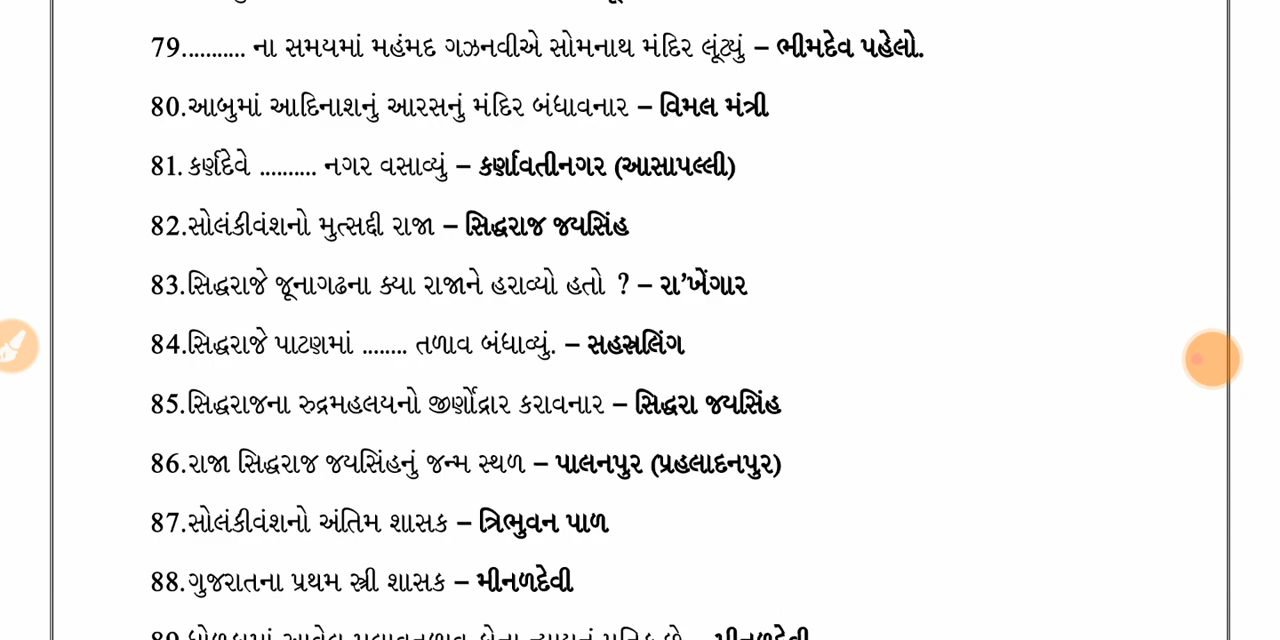 79.......... ના સમયમાં મહંમદ ગઝનવીએ સોમનાથ મંદિર લૂંટ્યું – ભીમદેવ પહેલો.
80.આબુમાં આદિનાશનું આરસનું મંદિર બંધાવનાર – વિમલ મંત્રી
81. કર્ણદેવે .......... નગર વસાવ્યું – કર્ણાવતીનગર (આસાપલ્લી)
82.સોલંકીવંશનો મુત્સદ્દી રાજા – સિદ્ધરાજ જયસિંહ
83.સિદ્ધરાજે જૂનાગઢના ક્યા રાજાને હરાવ્યો હતો ? – રા’ખેંગાર
84.સિદ્ધરાજે પાટણમાં ........ તળાવ બંધાવ્યું. – સહસ્રલિંગ
85.સિદ્ધરાજના રુદ્રમહલયનો જીર્ણોદ્રાર કરાવનાર – સિદ્ધરા જયસિંહ
86.રાજા સિદ્ધરાજ જયસિંહનું જન્મ સ્થળ – પાલનપુર (પ્રહલાદનપુર)
87.સોલંકીવંશનો અંતિમ શાસક – ત્રિભુવન પાળ
88.ગુજરાતના પ્રથમ સ્ત્રી શાસક – મીનળદેવી